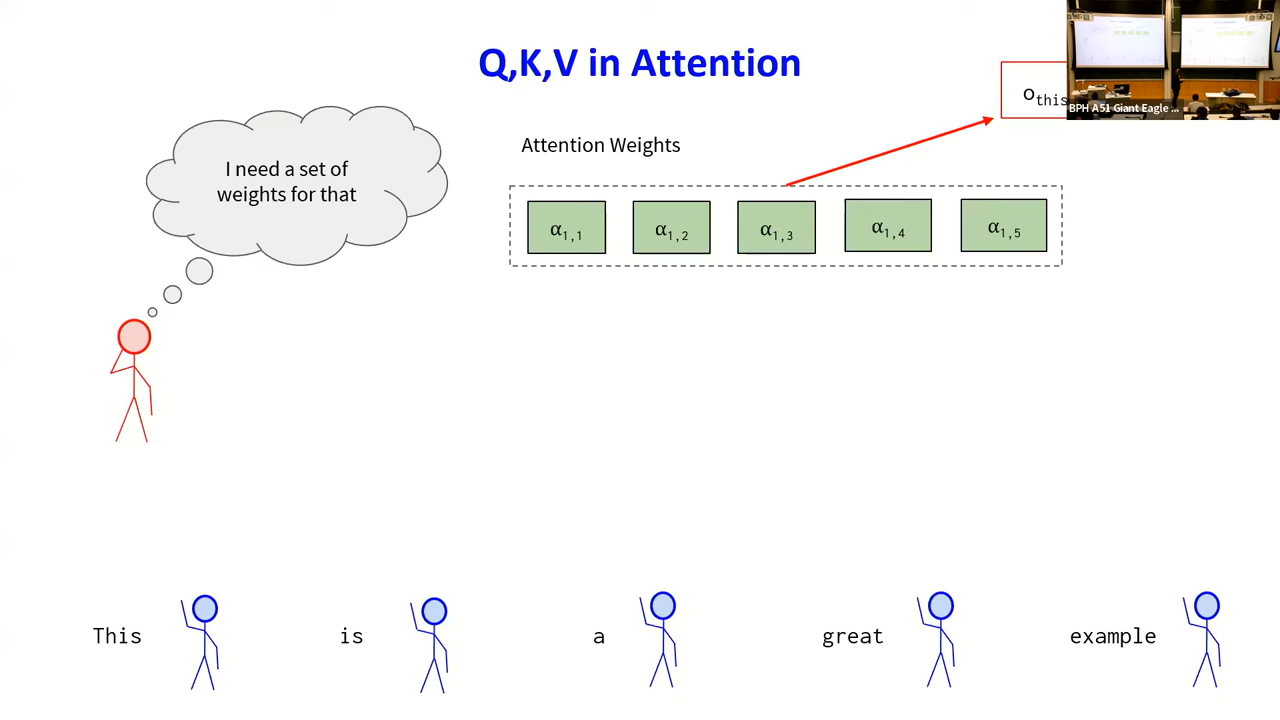 Q,K,V in Attention
I need a set of
weights for that
Attention Weights
α1,1
α1,2
α1,3
α1,4
α1,5
othis
BPH A51 Giant Eagle ...
This
is
a
great
example